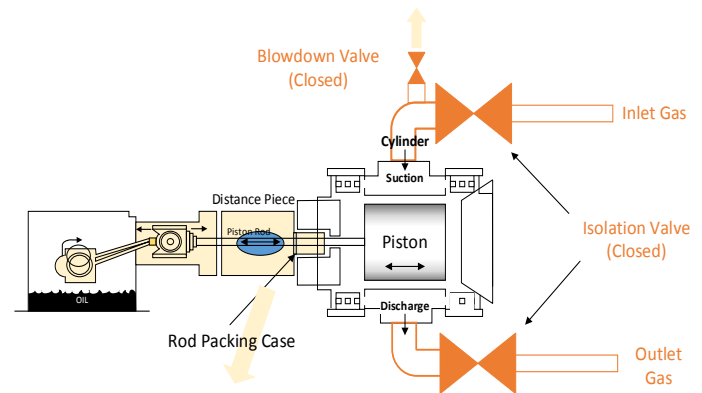 Blowdown Valve
(Closed)
Inlet Gas
Cylinder
Suction
Distance Piece
Piston Rod
Piston
Isolation Valve
(Closed)
OIL
Discharge
Rod Packing Case
Outlet
Gas